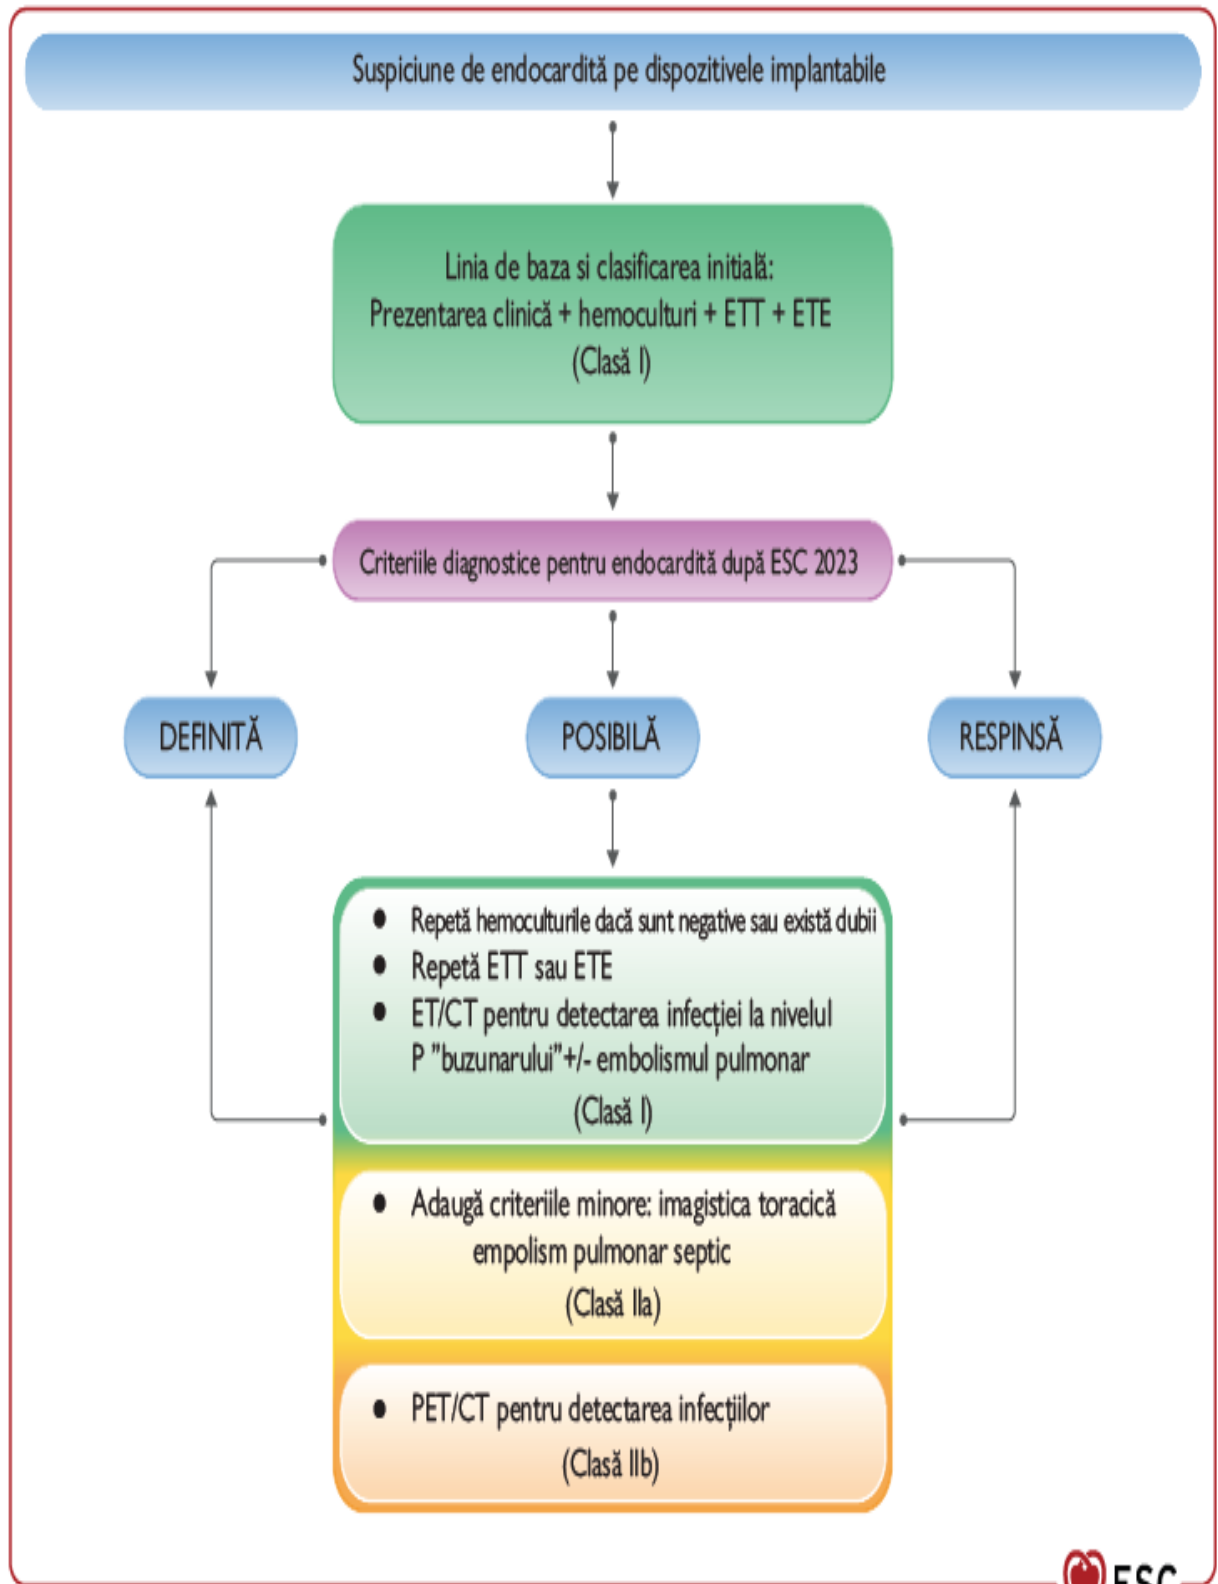 Suspiciune de endocardită pe dispozitivele implantabile
Linia de baza si clasificarea initială:
Prezentarea clinică + hemoculturi + ETT + ETE
(Clasă I)
Criteriile diagnostice pentru endocardită după ESC 2023
DEFINITĂ
POSIBILĂ
RESPINSĂ
● Repetă hemoculturile dacă sunt negative sau există dubii
● Repetă ETT sau ETE
● ET/CT pentru detectarea infecției la nivelul
P ”buzunarului”+/- embolismul pulmonar
(Clasă I)
● Adaugă criteriile minore: imagistica toracică
empolism pulmonar septic
(Clasă IIa)
● PET/CT pentru detectarea infecțiilor
(Clasă IIb)
ESC